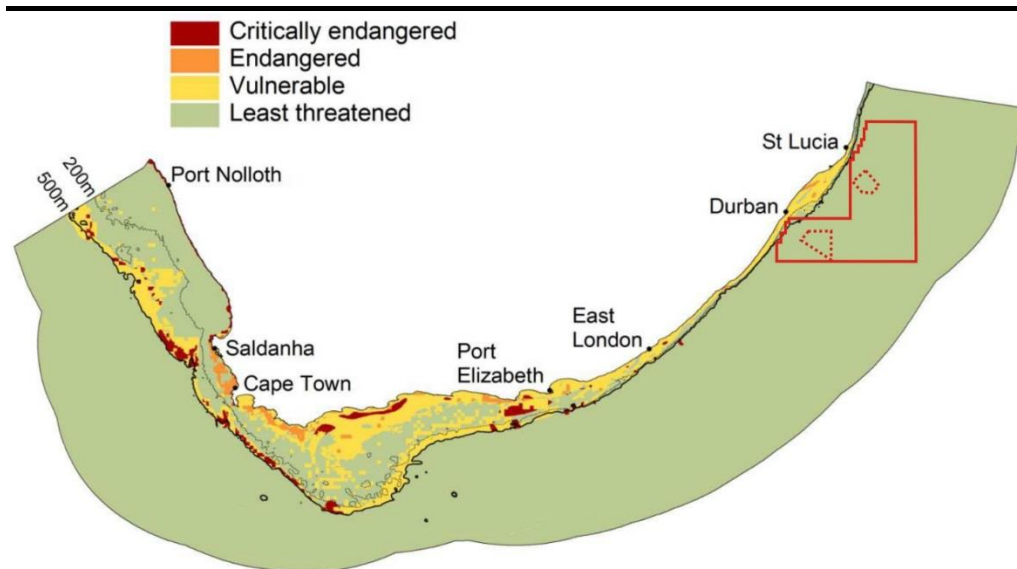 Critically endangered
Endangered
Vulnerable
Least threatened
St Lucia
Port Nolloth
200m
500m
Durban
East
London
Saldanha
Port
Elizabeth
Cape Town